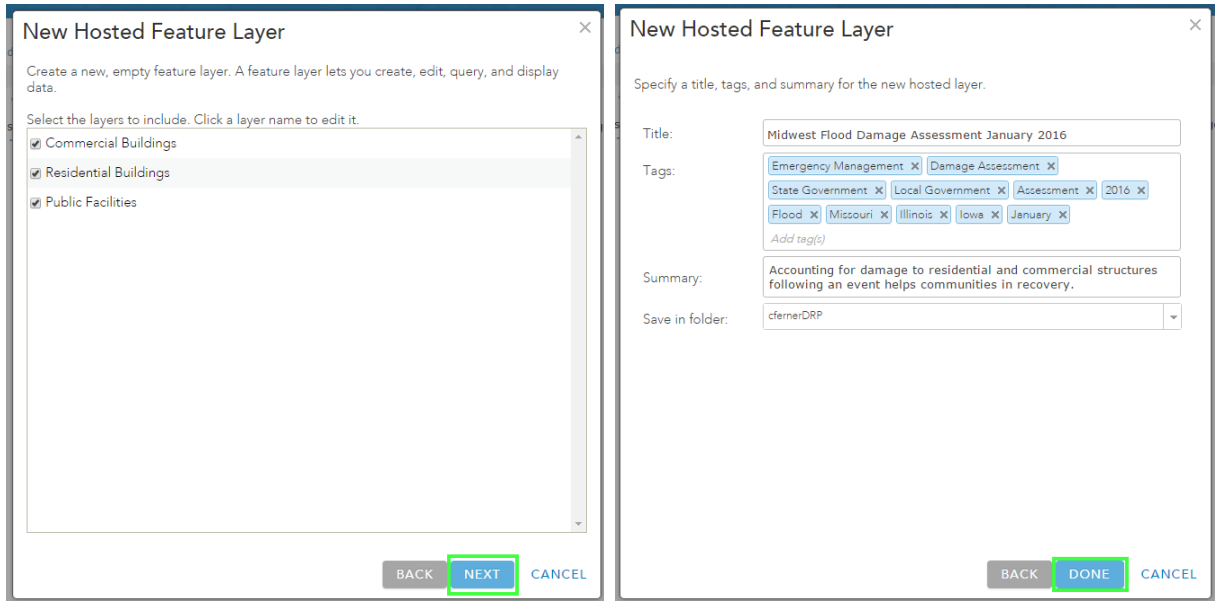 New Hosted Feature Layer
Create a new, empty feature layer. A feature layer lets you create, edit, query, and display
data.
Select the layers to include. Click a layer name to edit it.
Commercial Buildings
Residential Buildings
Public Facilities
BACK NEXT CANCEL
New Hosted Feature Layer
Specify a title, tags, and summary for the new hosted layer.
Title: Midwest Flood Damage Assessment January 2016
Tags: Emergency Management × Damage Assessment ×
State Government × Local Government × Assessment × 2016 ×
Flood × Missouri × Illinois × Iowa × January ×
Add tag(s)
Summary: Accounting for damage to residential and commercial structures
following an event helps communities in recovery.
Save in folder: cfernerDRP
BACK DONE CANCEL